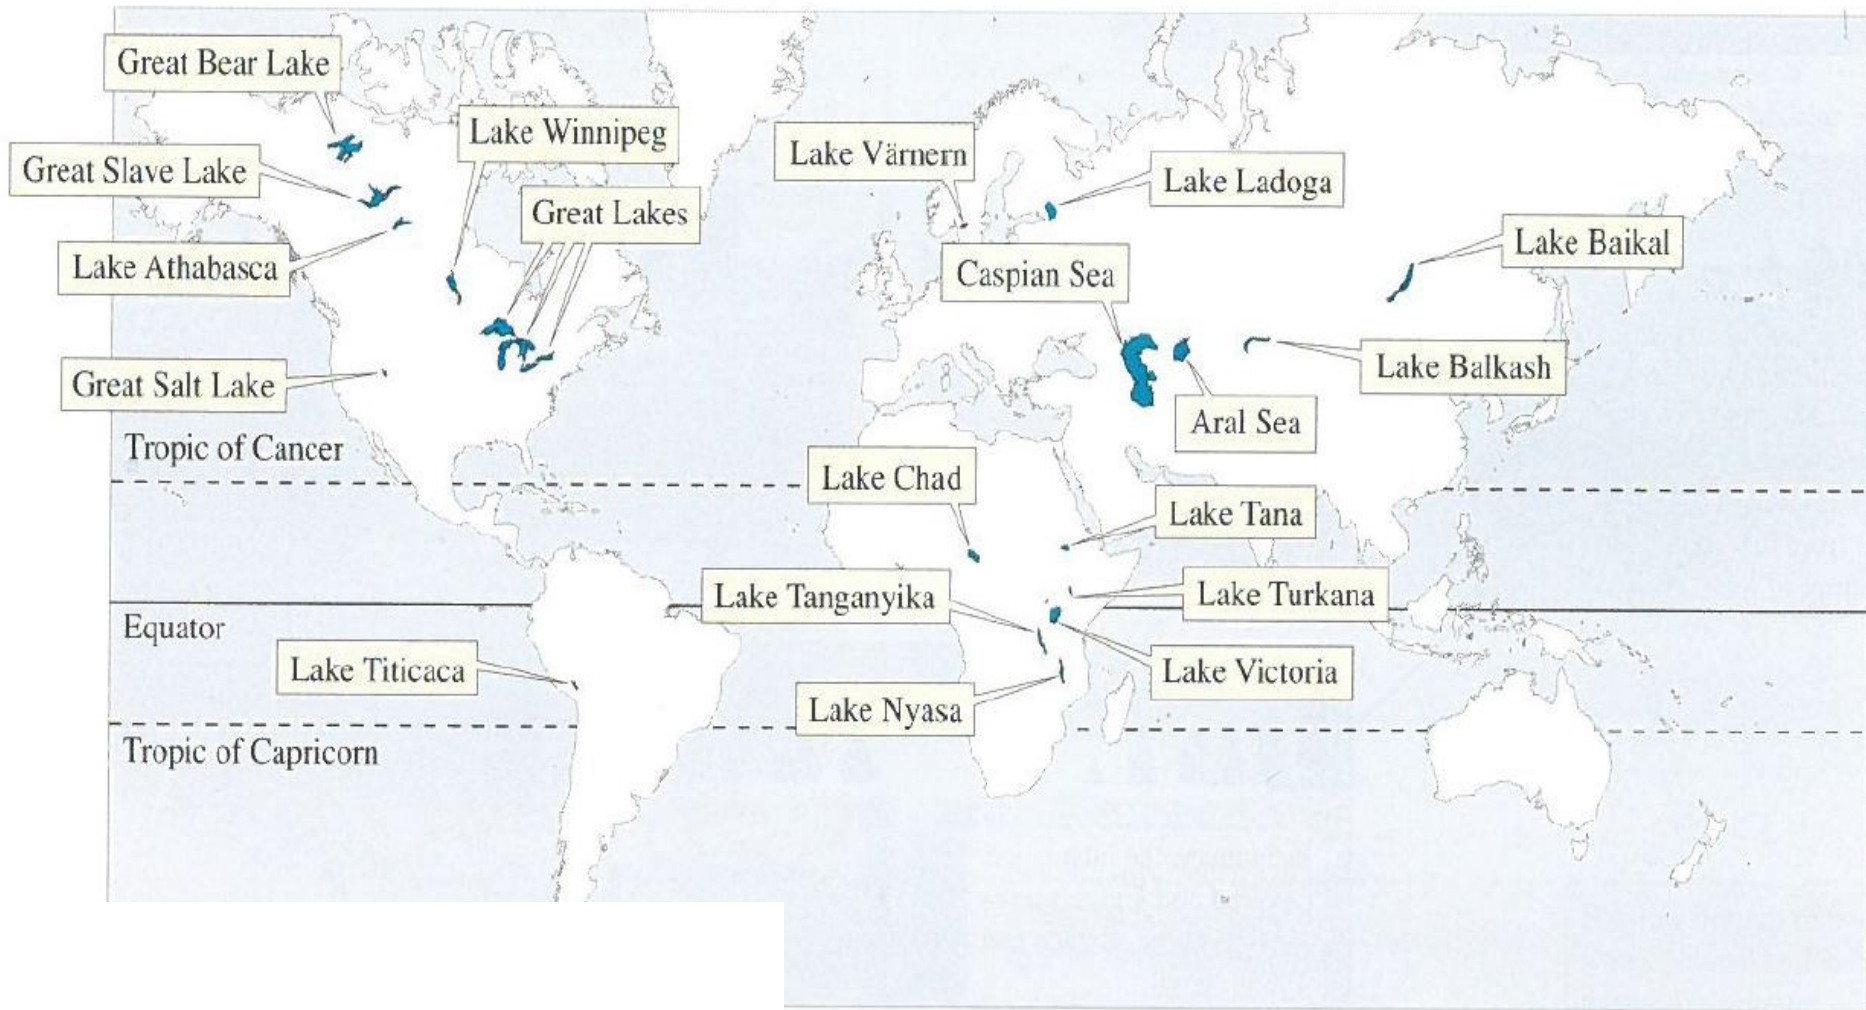 Great Bear Lake
Lake Winnipeg
Lake Värnern
Great Slave Lake
Lake Ladoga
Great Lakes
Lake Baikal
Lake Athabasca
Caspian Sea
Lake Balkash
Great Salt Lake
Aral Sea
Tropic of Cancer
Lake Chad
Lake Tana
Lake Tanganyika
Lake Turkana
Equator
Lake Titicaca
Lake Victoria
Lake Nyasa
Tropic of Capricorn